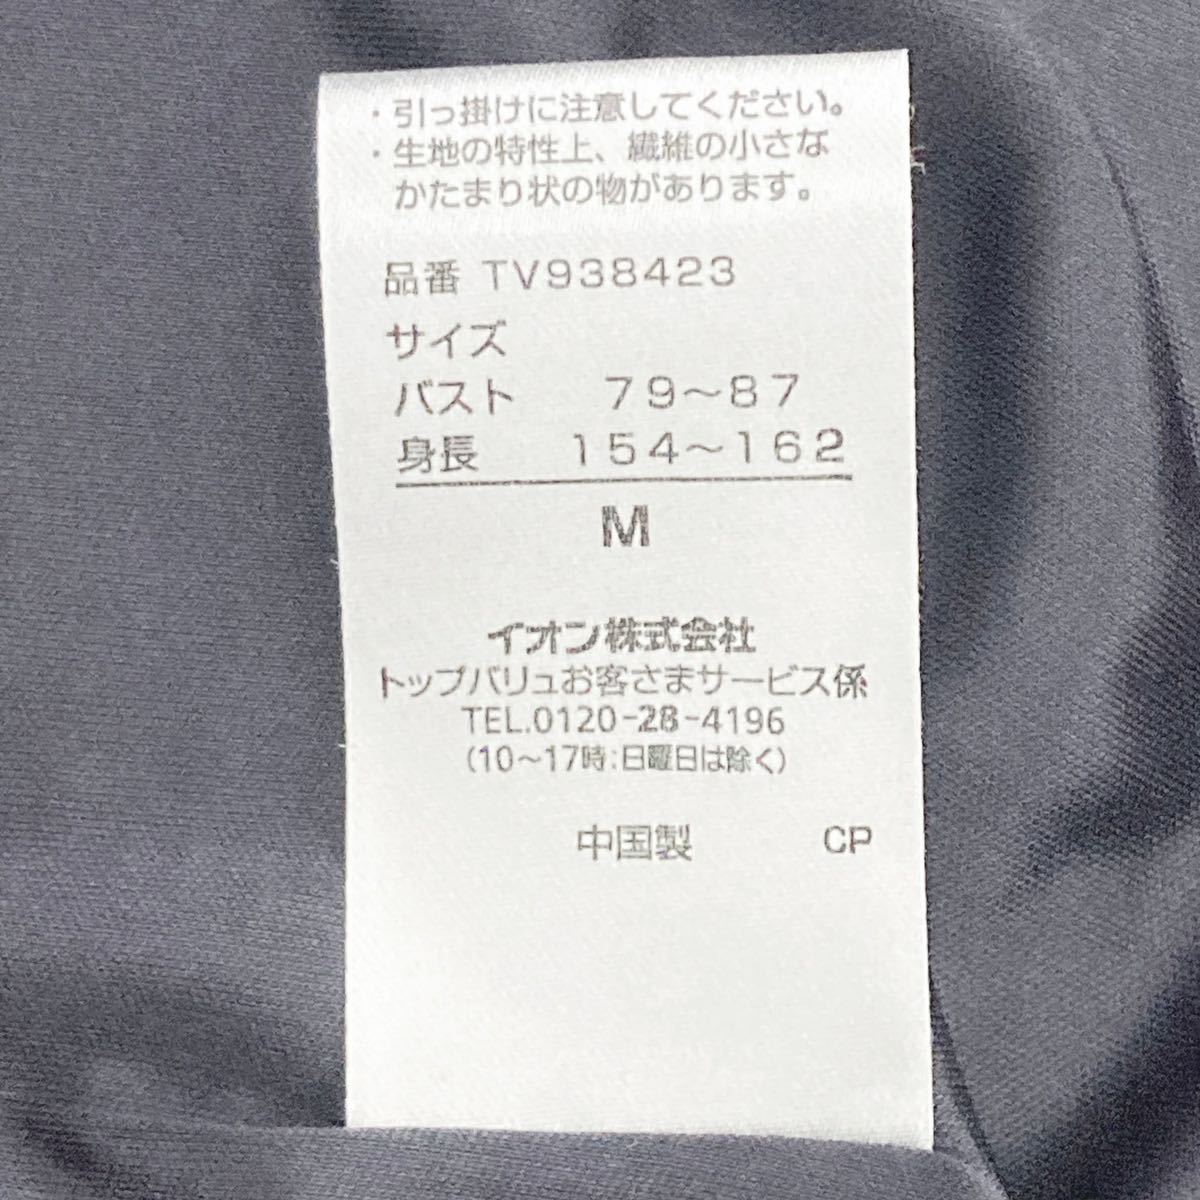 ・引っ掛けに注意してください。
・生地の特性上、繊維の小さな
かたまり状の物があります。
品番 TV938423
サイズ
バスト 79～87
身長 154～162
M
イオン株式会社
トップバリュお客さまサービス係
TEL.0120-28-4196
(10～17時:日曜日は除く)
中国製 CP